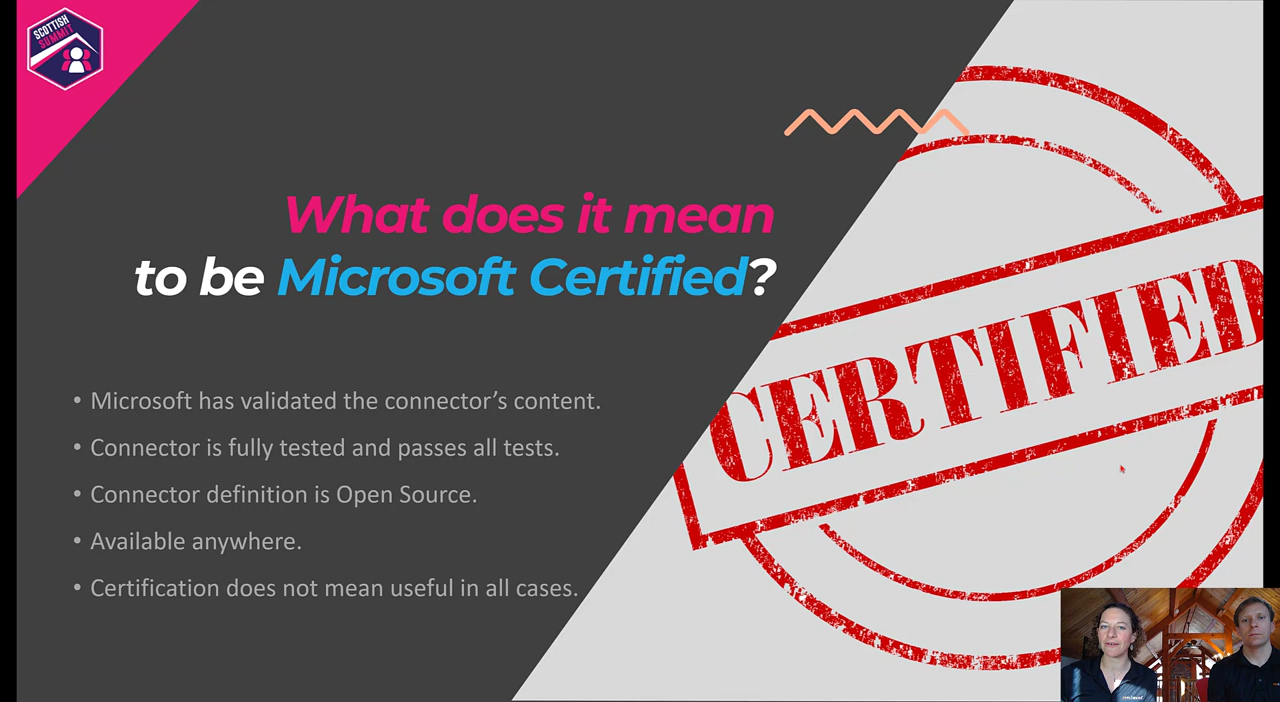 SCOTTISH
SUMMIT
What does it mean
to be Microsoft Certified?
• Microsoft has validated the connector’s content.
• Connector is fully tested and passes all tests.
• Connector definition is Open Source.
• Available anywhere.
• Certification does not mean useful in all cases.
CERTIFIED